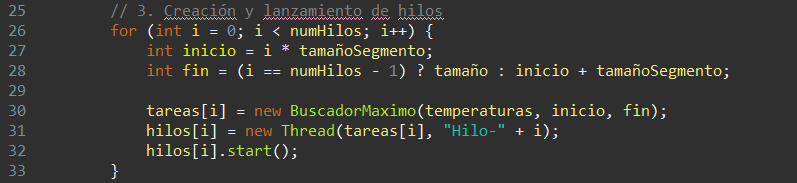 25 // 3. Creación y lanzamiento de hilos
26 for (int i = 0; i < numHilos; i++) {
27 int inicio = i * tamañoSegmento;
28 int fin = (i == numHilos - 1) ? tamaño : inicio + tamañoSegmento;
29
30 tareas[i] = new BuscadorMaximo(temperaturas, inicio, fin);
31 hilos[i] = new Thread(tareas[i], "Hilo-" + i);
32 hilos[i].start();
33 }